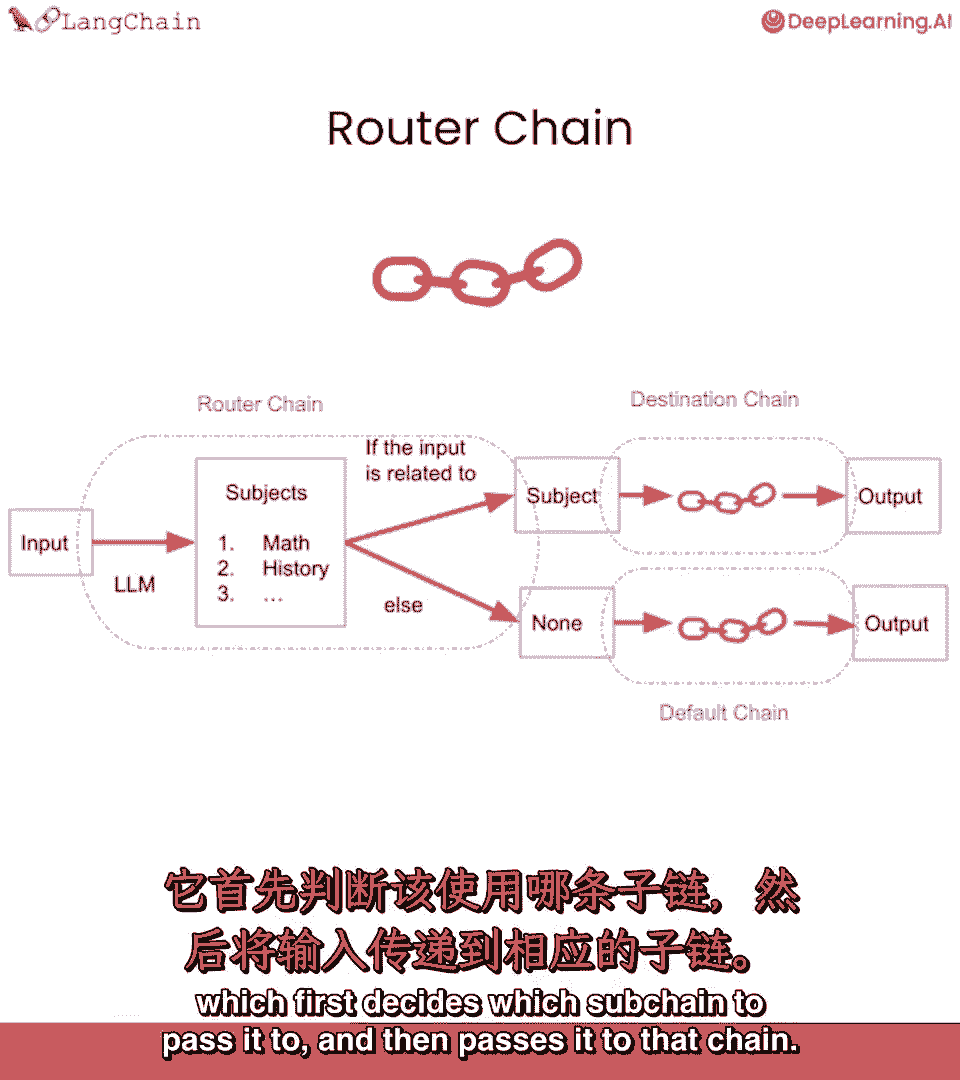 LangChain
DeepLearning.AI
Router Chain
Router Chain
Destination Chain
If the input
is related to
Subjects
1. Math
2. History
3. ...
Input
LLM
else
Subject
Output
None
Output
Default Chain
它首先判断该使用哪条子链，然
后将输入传递到相应的子链。
which first decides which subchain to
pass it to, and then passes it to that chain.